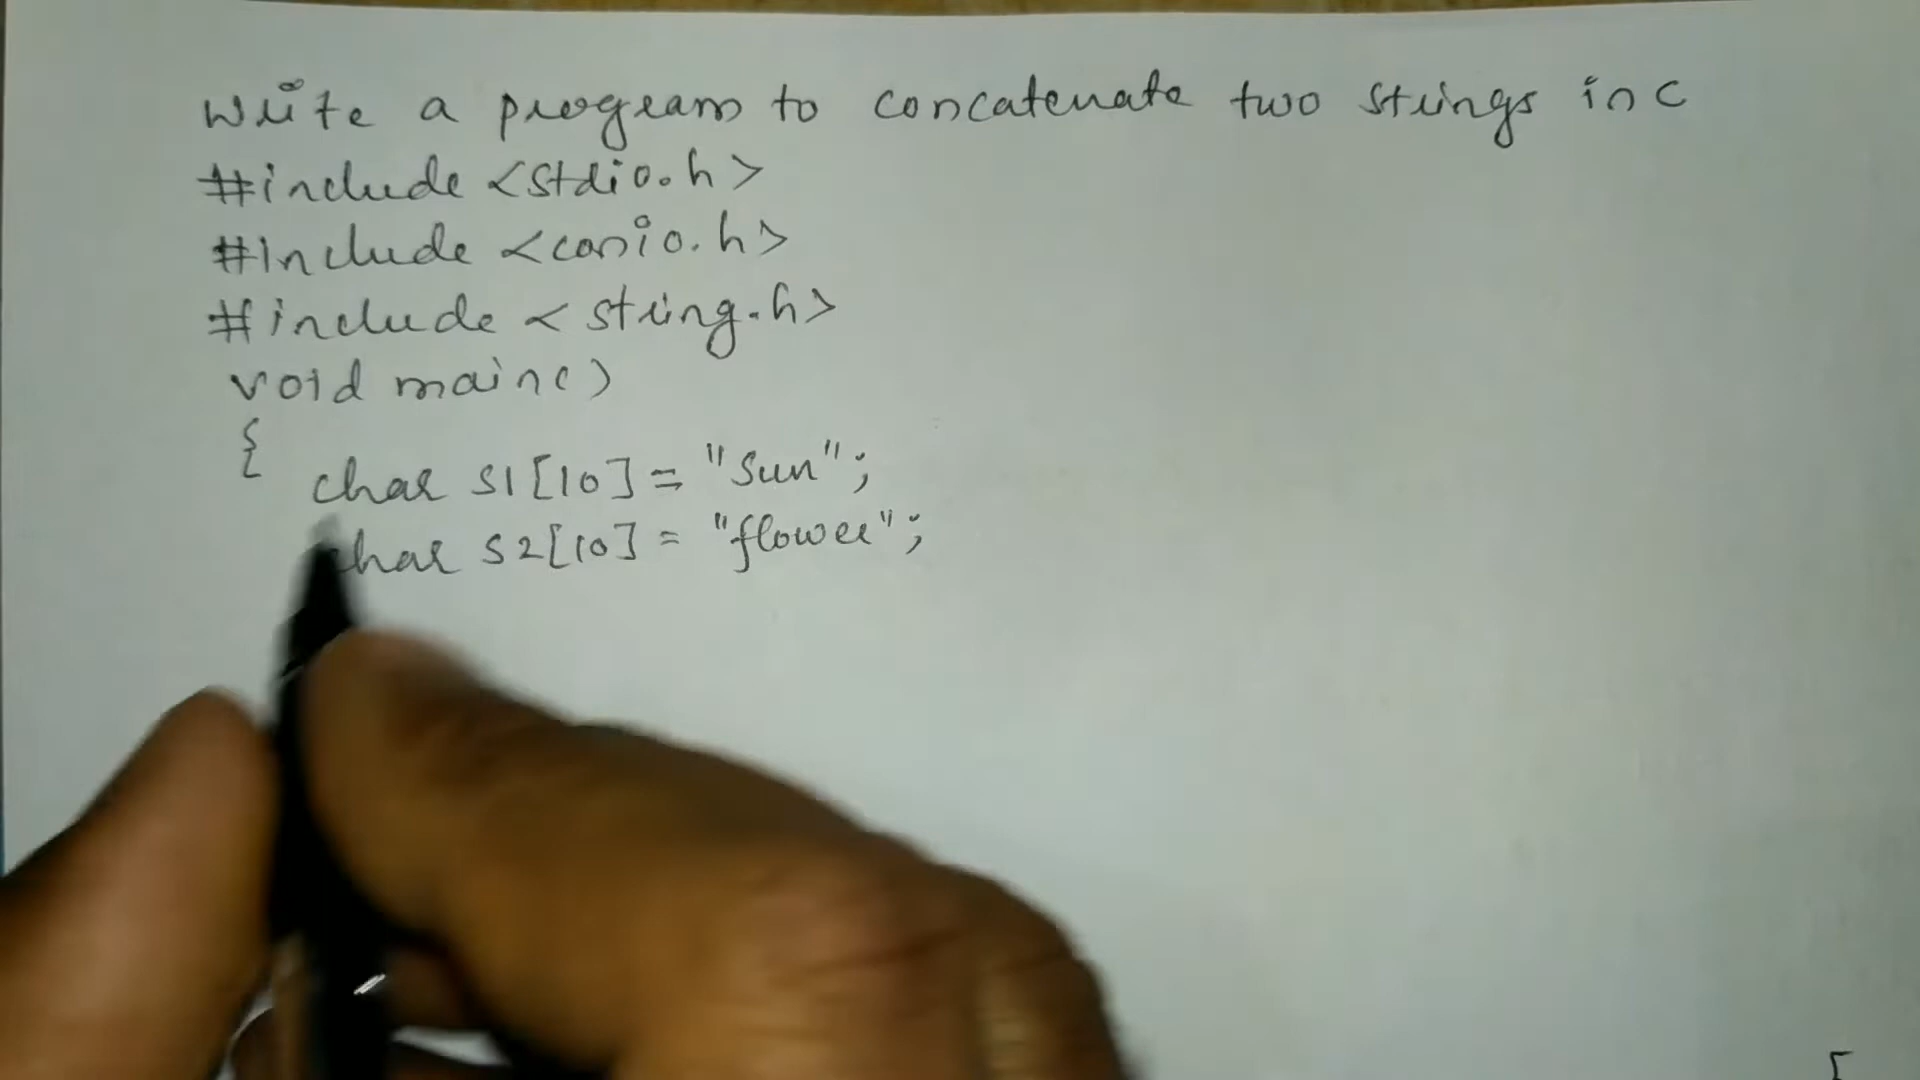 Write a program to concatenate two strings in c
#include <stdio.h>
#include <conio.h>
#include < string.h>
void main()
{
char s1[10] = "sun";
char s2[10] = "flower";